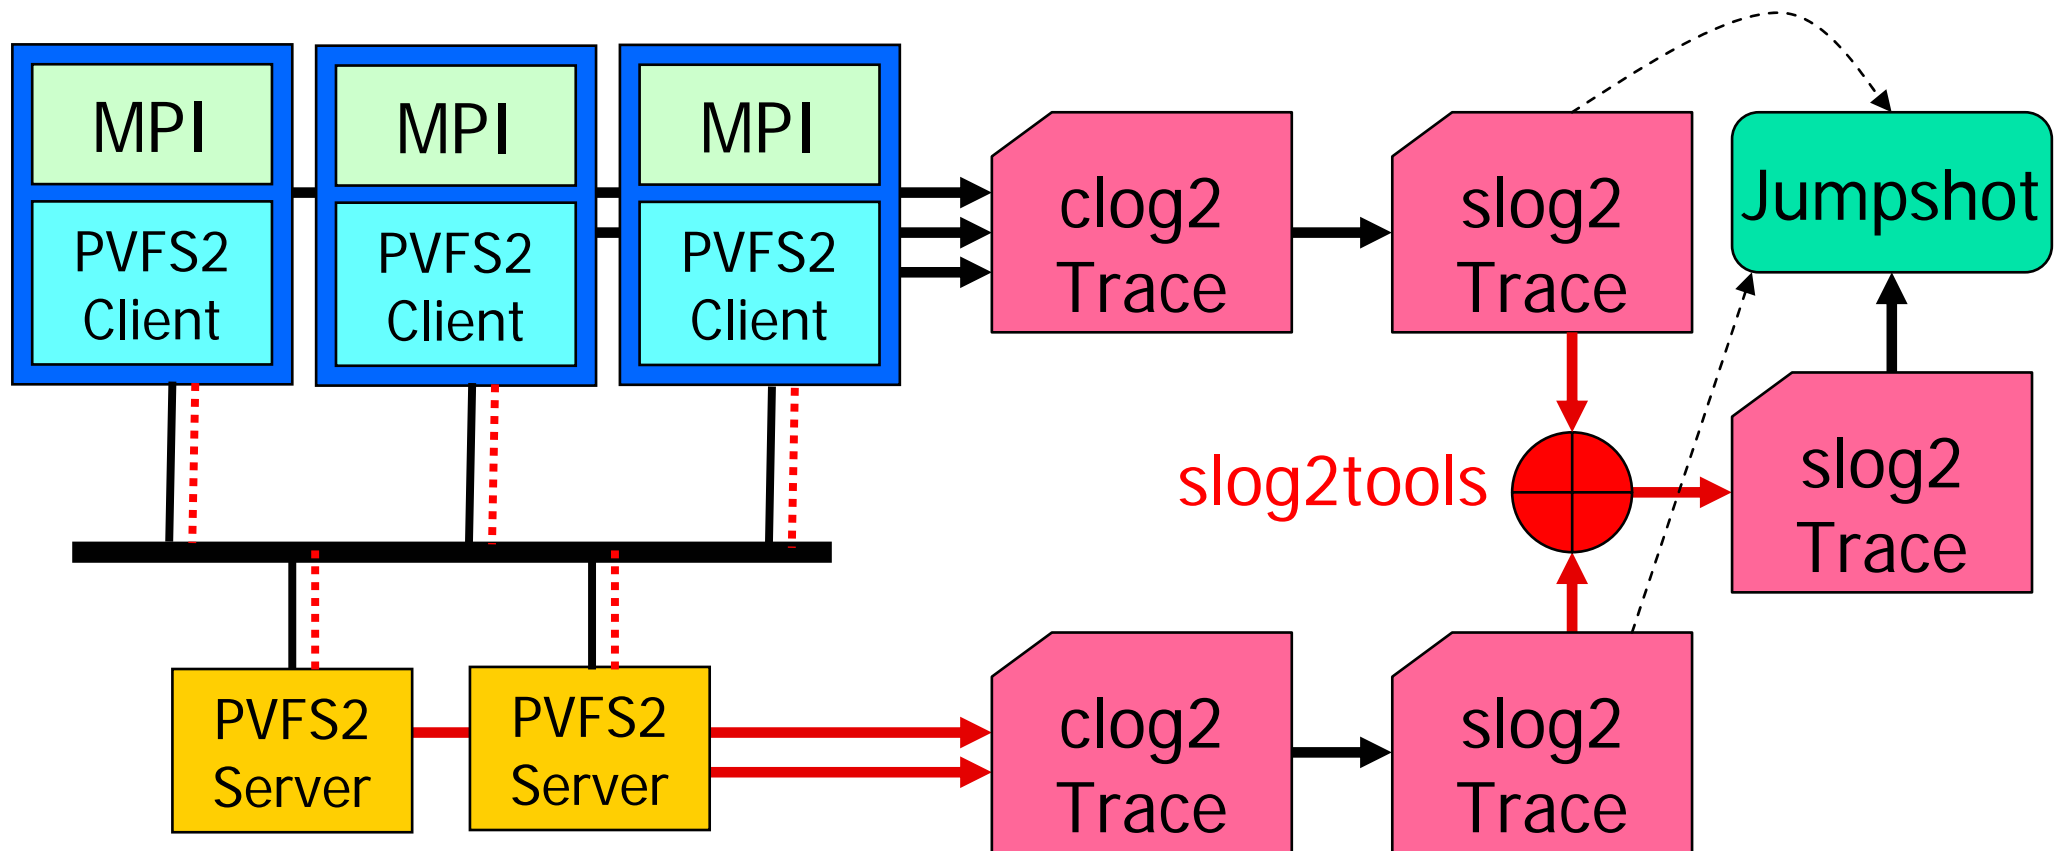 MPI
PVFS2
Client
MPI
PVFS2
Client
MPI
PVFS2
Client
clog2
Trace
slog2
Trace
Jumpshot
slog2tools
slog2
Trace
PVFS2
Server
PVFS2
Server
clog2
Trace
slog2
Trace